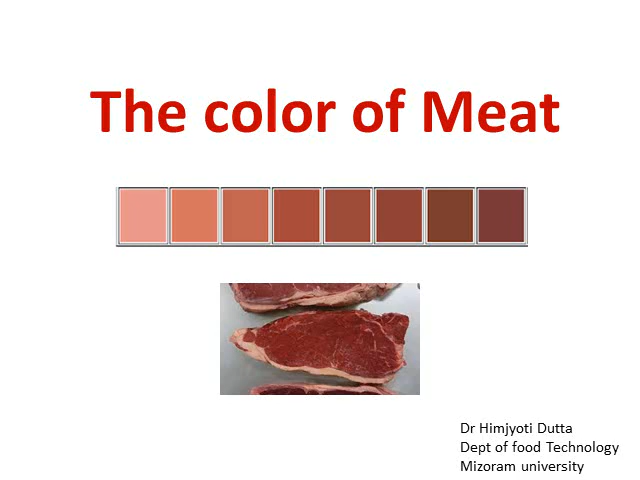 The color of Meat
Dr Himjyoti Dutta
Dept of food Technology
Mizoram university